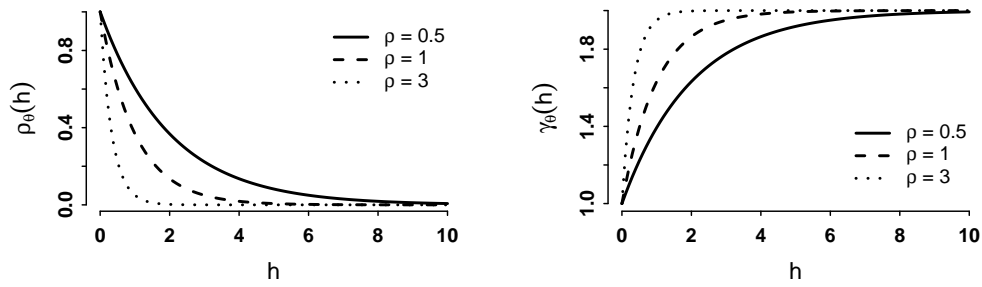 ρθ(h)
0.0 0.4 0.8
0 2 4 6 8 10
h
ρ = 0.5
ρ = 1
ρ = 3
γθ(h)
1.0 1.4 1.8
0 2 4 6 8 10
h
ρ = 0.5
ρ = 1
ρ = 3